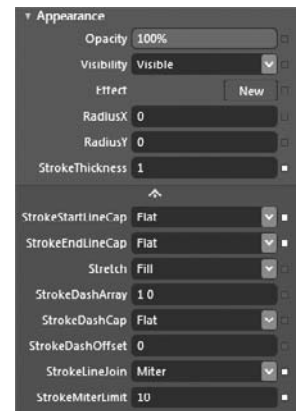 Appearance
Opacity 100%
Visibility Visible
Effect New
RadiusX 0
RadiusY 0
StrokeThickness 1
StrokeStartLineCap Flat
StrokeEndLineCap Flat
Stretch Fill
StrokeDashArray 1 0
StrokeDashCap Flat
StrokeDashOffset 0
StrokeLineJoin Miter
StrokeMiterLimit 10